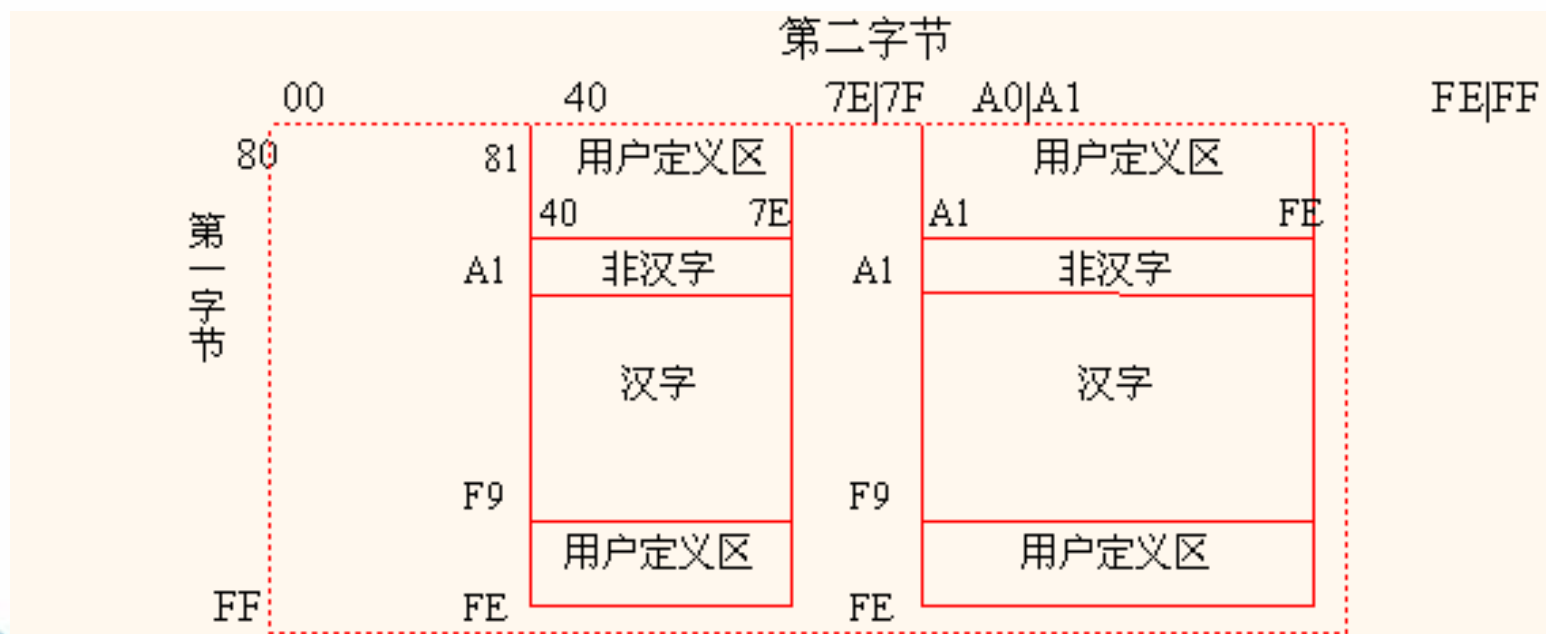 第二字节
00 40 7E|7F A0|A1 FE|FF
80 81 用户定义区 用户定义区
40 7E A1 FE
第一字节
A1 非汉字 A1 非汉字
汉字 汉字
F9 F9
用户定义区 用户定义区
FF FE FE